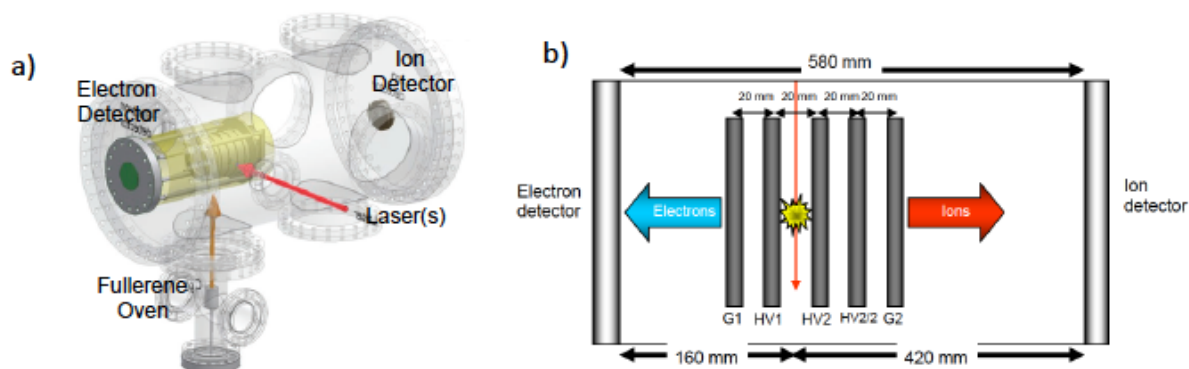 a)
Electron
Detector
Ion
Detector
Laser(s)
Fullerene
Oven
b)
580 mm
20 mm 20 mm 20 mm 20 mm
Electron
detector
Electrons
Ions
Ion
detector
G1 HV1 HV2 HV2/2 G2
160 mm 420 mm